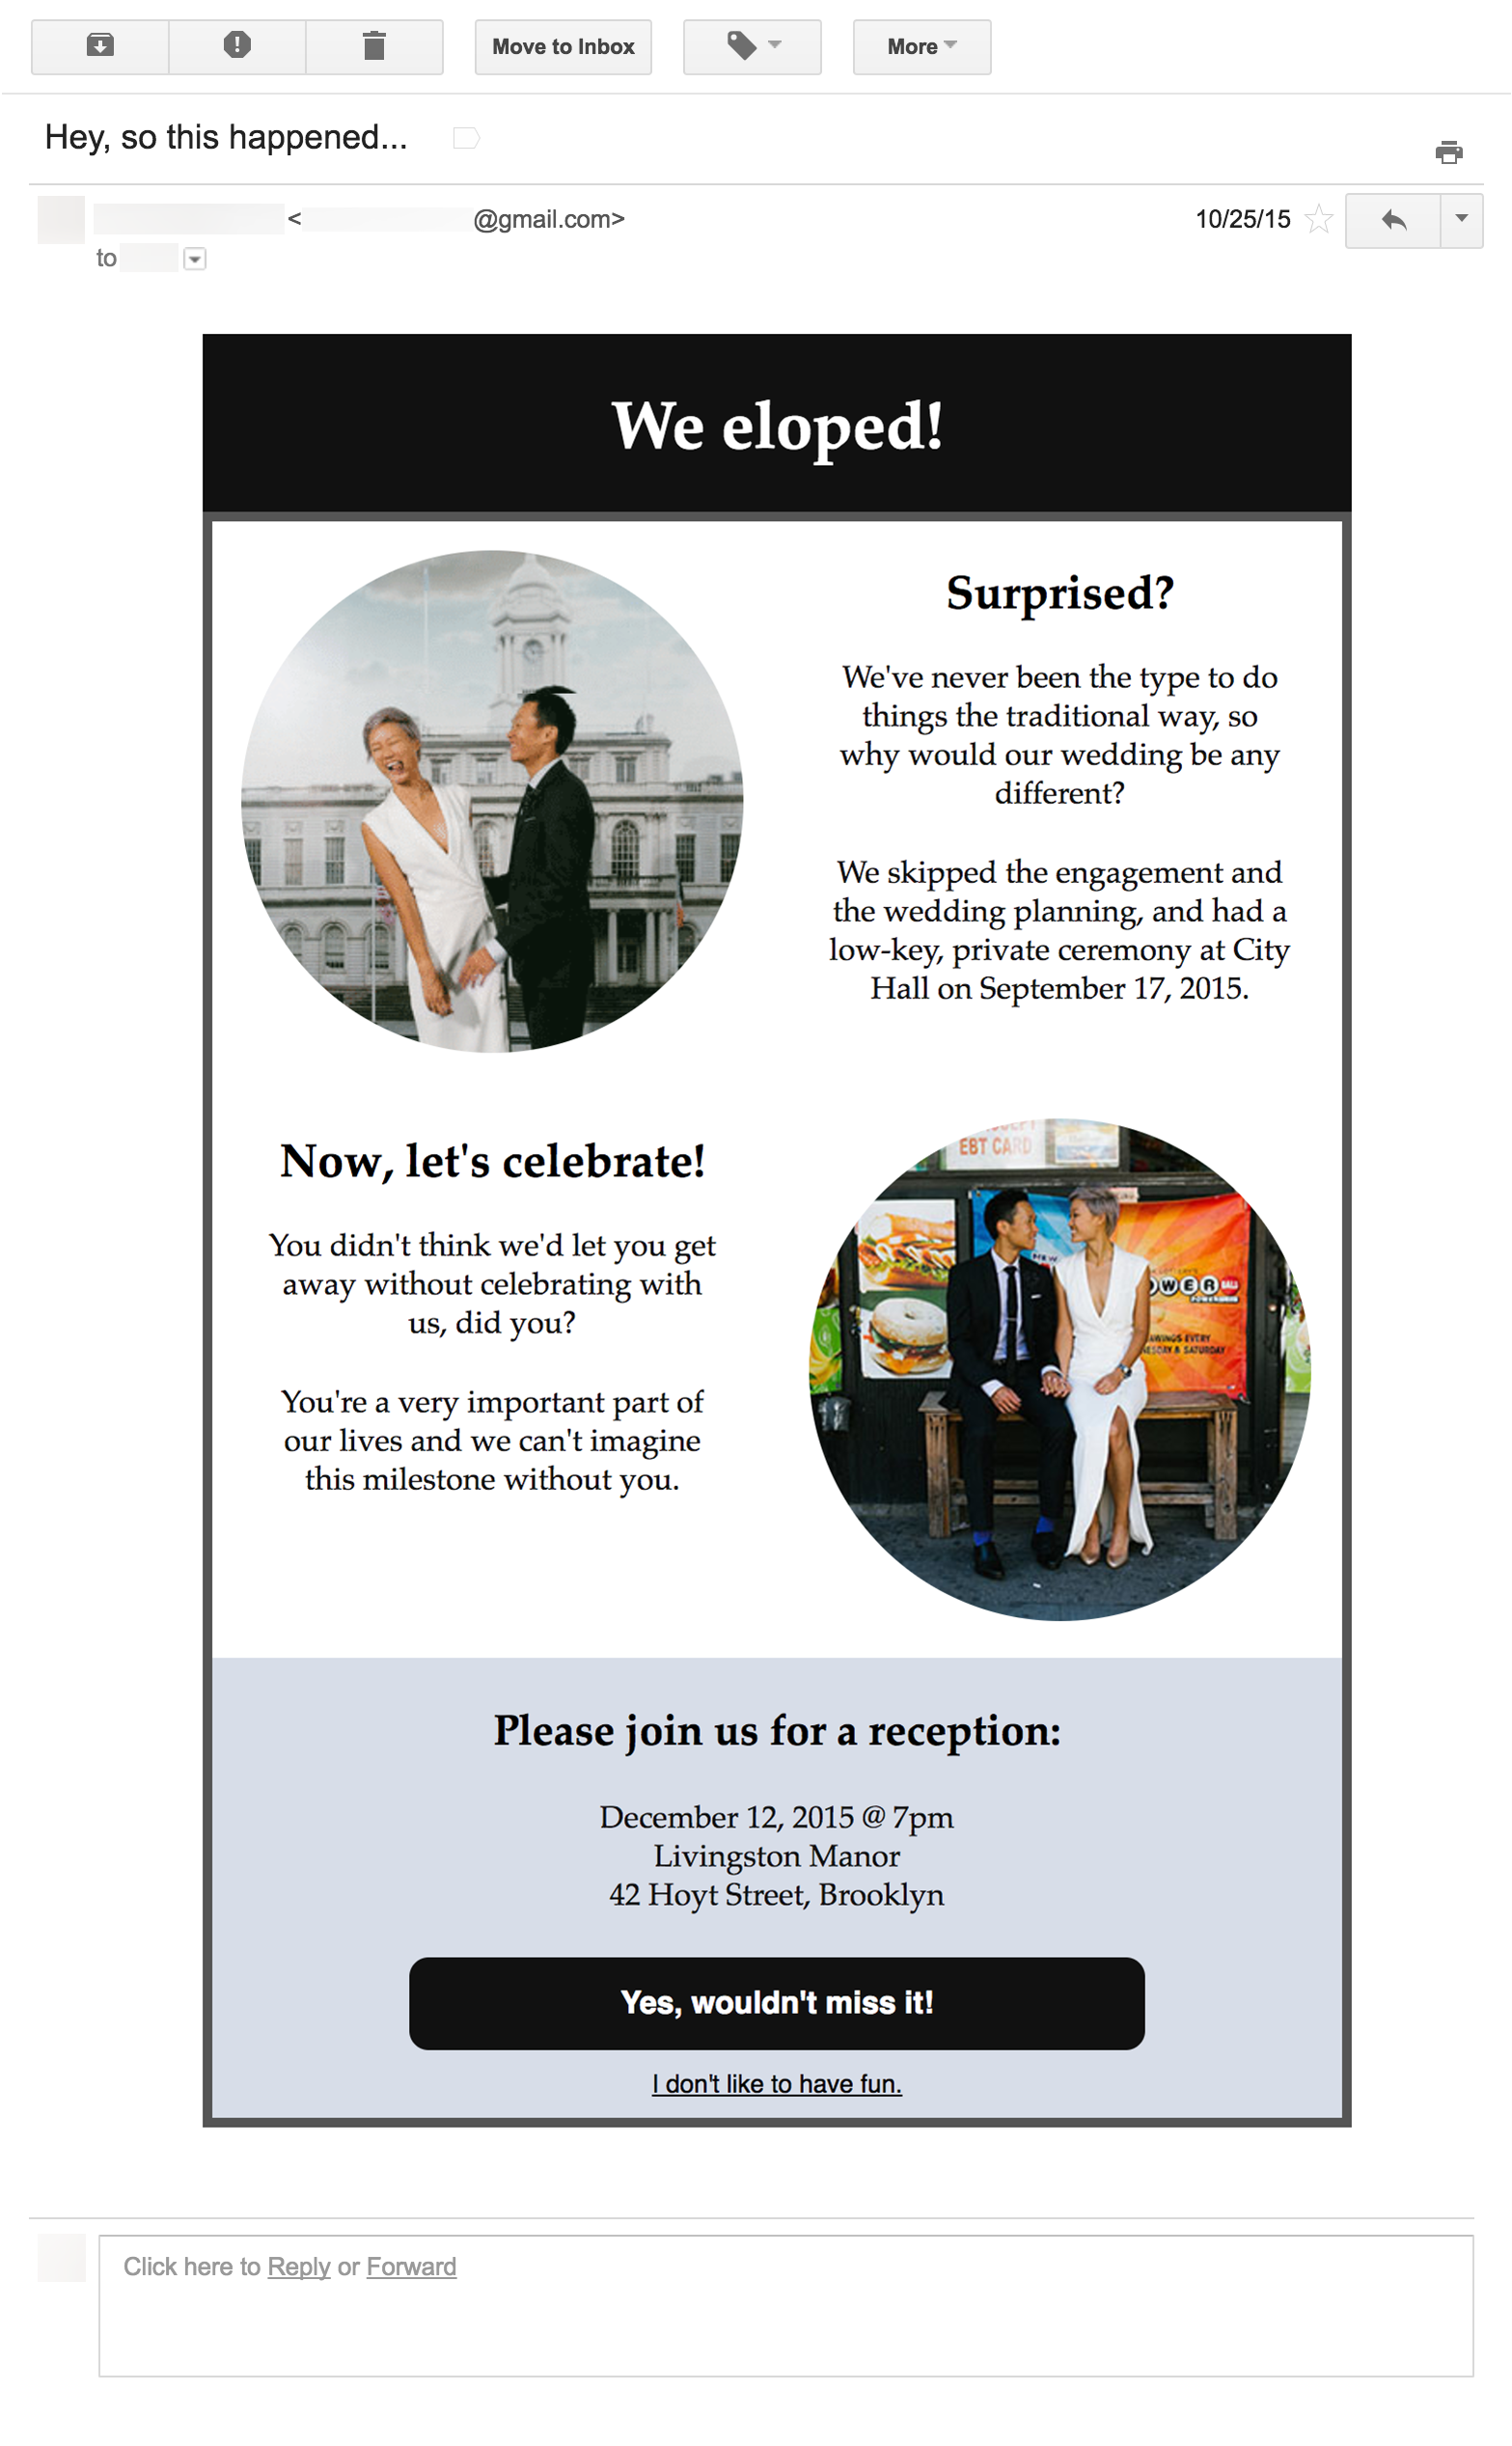 Move to Inbox
More
Hey, so this happened...
< @gmail.com>
10/25/15
to
We eloped!
Surprised?
We've never been the type to do
things the traditional way, so
why would our wedding be any
different?
We skipped the engagement and
the wedding planning, and had a
low-key, private ceremony at City
Hall on September 17, 2015.
Now, let's celebrate!
You didn't think we'd let you get
away without celebrating with
us, did you?
You're a very important part of
our lives and we can't imagine
this milestone without you.
EBT CARD
NEW
SATURDAY
Please join us for a reception:
December 12, 2015 @ 7pm
Livingston Manor
42 Hoyt Street, Brooklyn
Yes, wouldn't miss it!
I don't like to have fun.
Click here to Reply or Forward